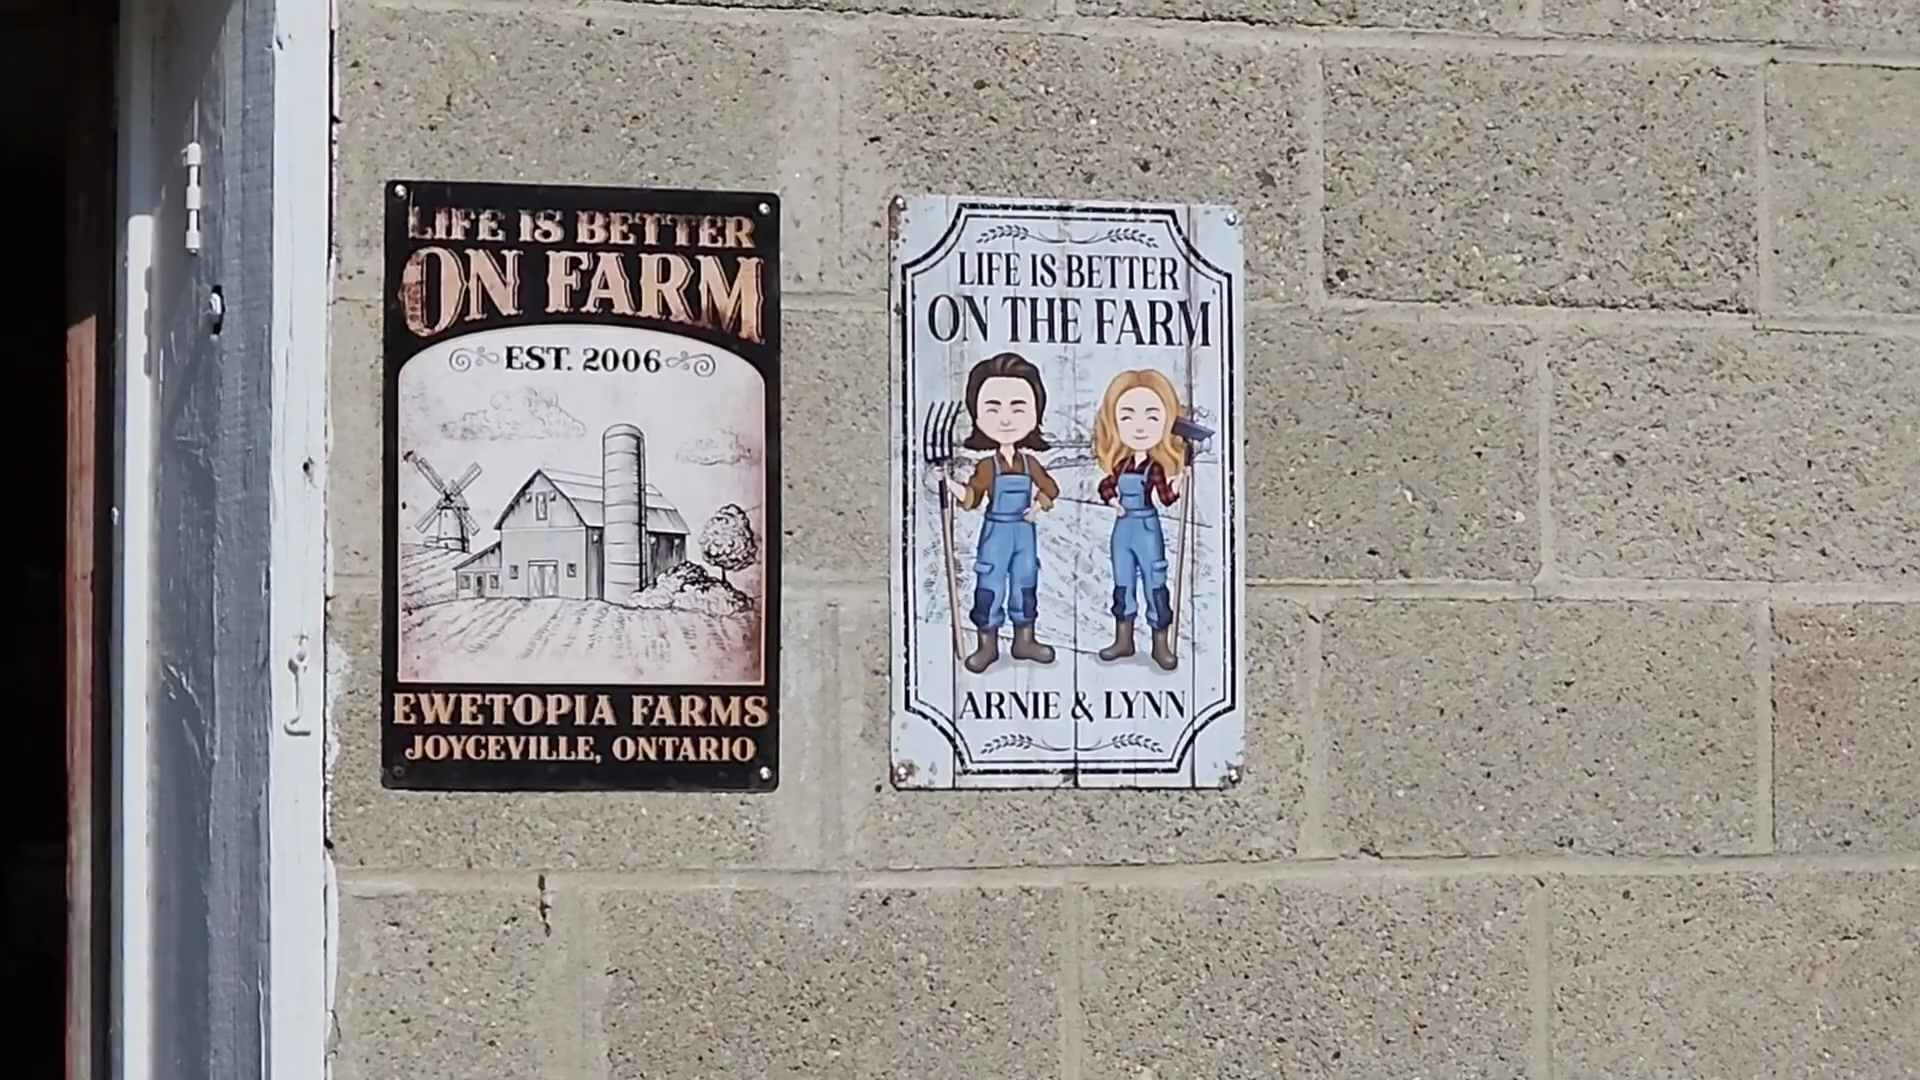 LIFE IS BETTER
ON FARM
EST. 2006
EWETOPIA FARMS
JOYCEVILLE, ONTARIO
LIFE IS BETTER
ON THE FARM
ARNIE & LYNN